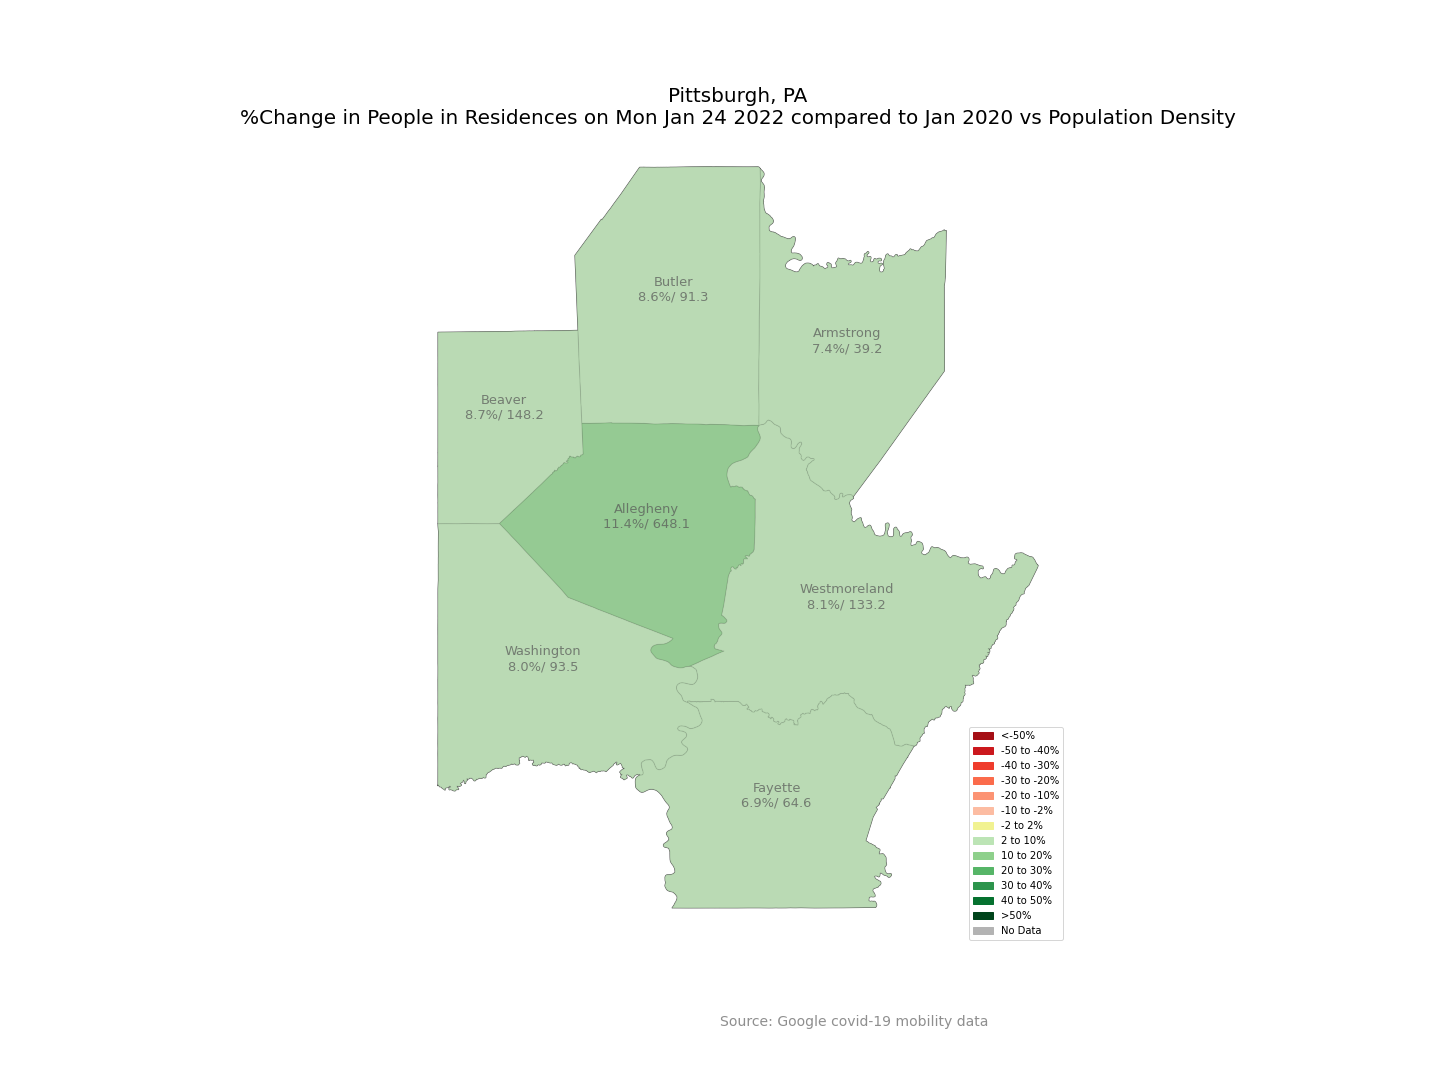 Pittsburgh, PA
%Change in People in Residences on Mon Jan 24 2022 compared to Jan 2020 vs Population Density
Butler
8.6%/ 91.3
Armstrong
7.4%/ 39.2
Beaver
8.7%/ 148.2
Allegheny
11.4%/ 648.1
Westmoreland
8.1%/ 133.2
Washington
8.0%/ 93.5
Fayette
6.9%/ 64.6
<-50%
-50 to -40%
-40 to -30%
-30 to -20%
-20 to -10%
-10 to -2%
-2 to 2%
2 to 10%
10 to 20%
20 to 30%
30 to 40%
40 to 50%
>50%
No Data
Source: Google covid-19 mobility data